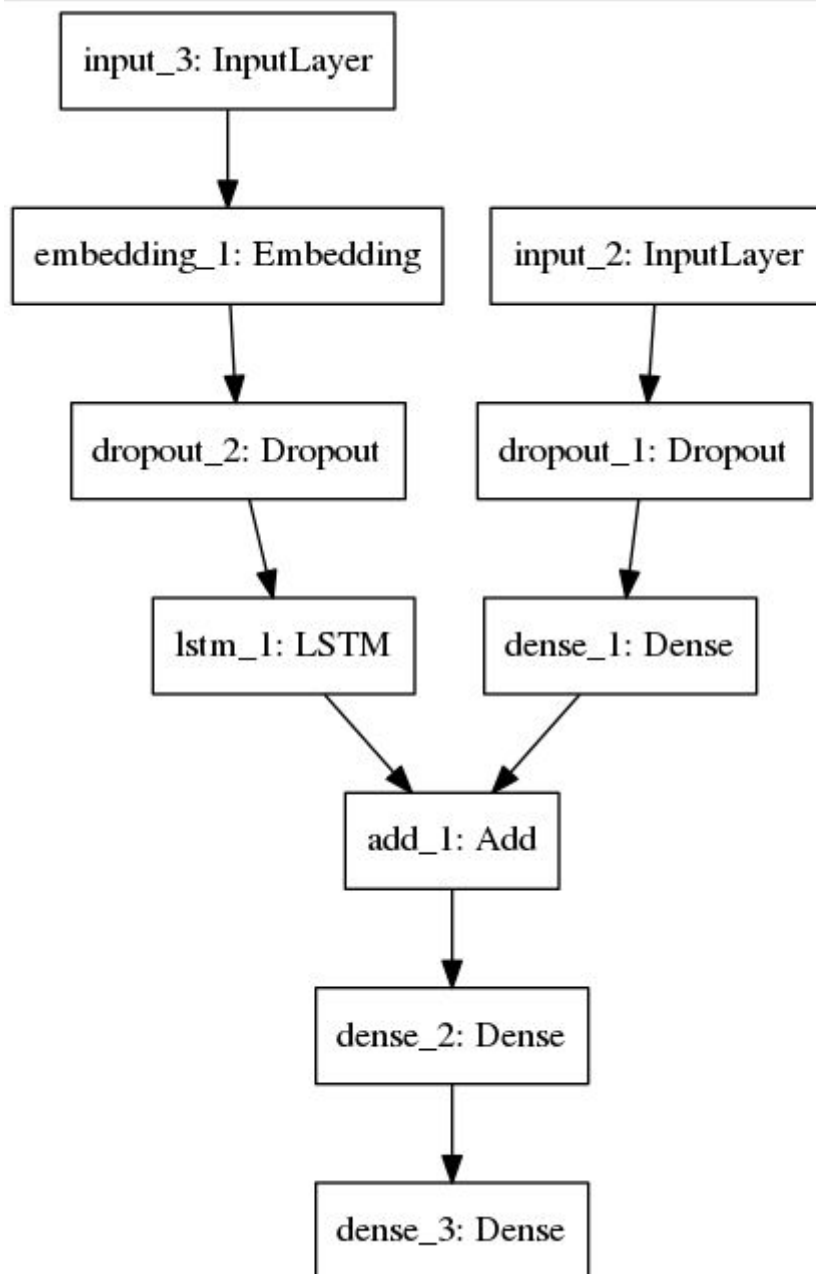 input_3: InputLayer
embedding_1: Embedding
input_2: InputLayer
dropout_2: Dropout
dropout_1: Dropout
lstm_1: LSTM
dense_1: Dense
add_1: Add
dense_2: Dense
dense_3: Dense